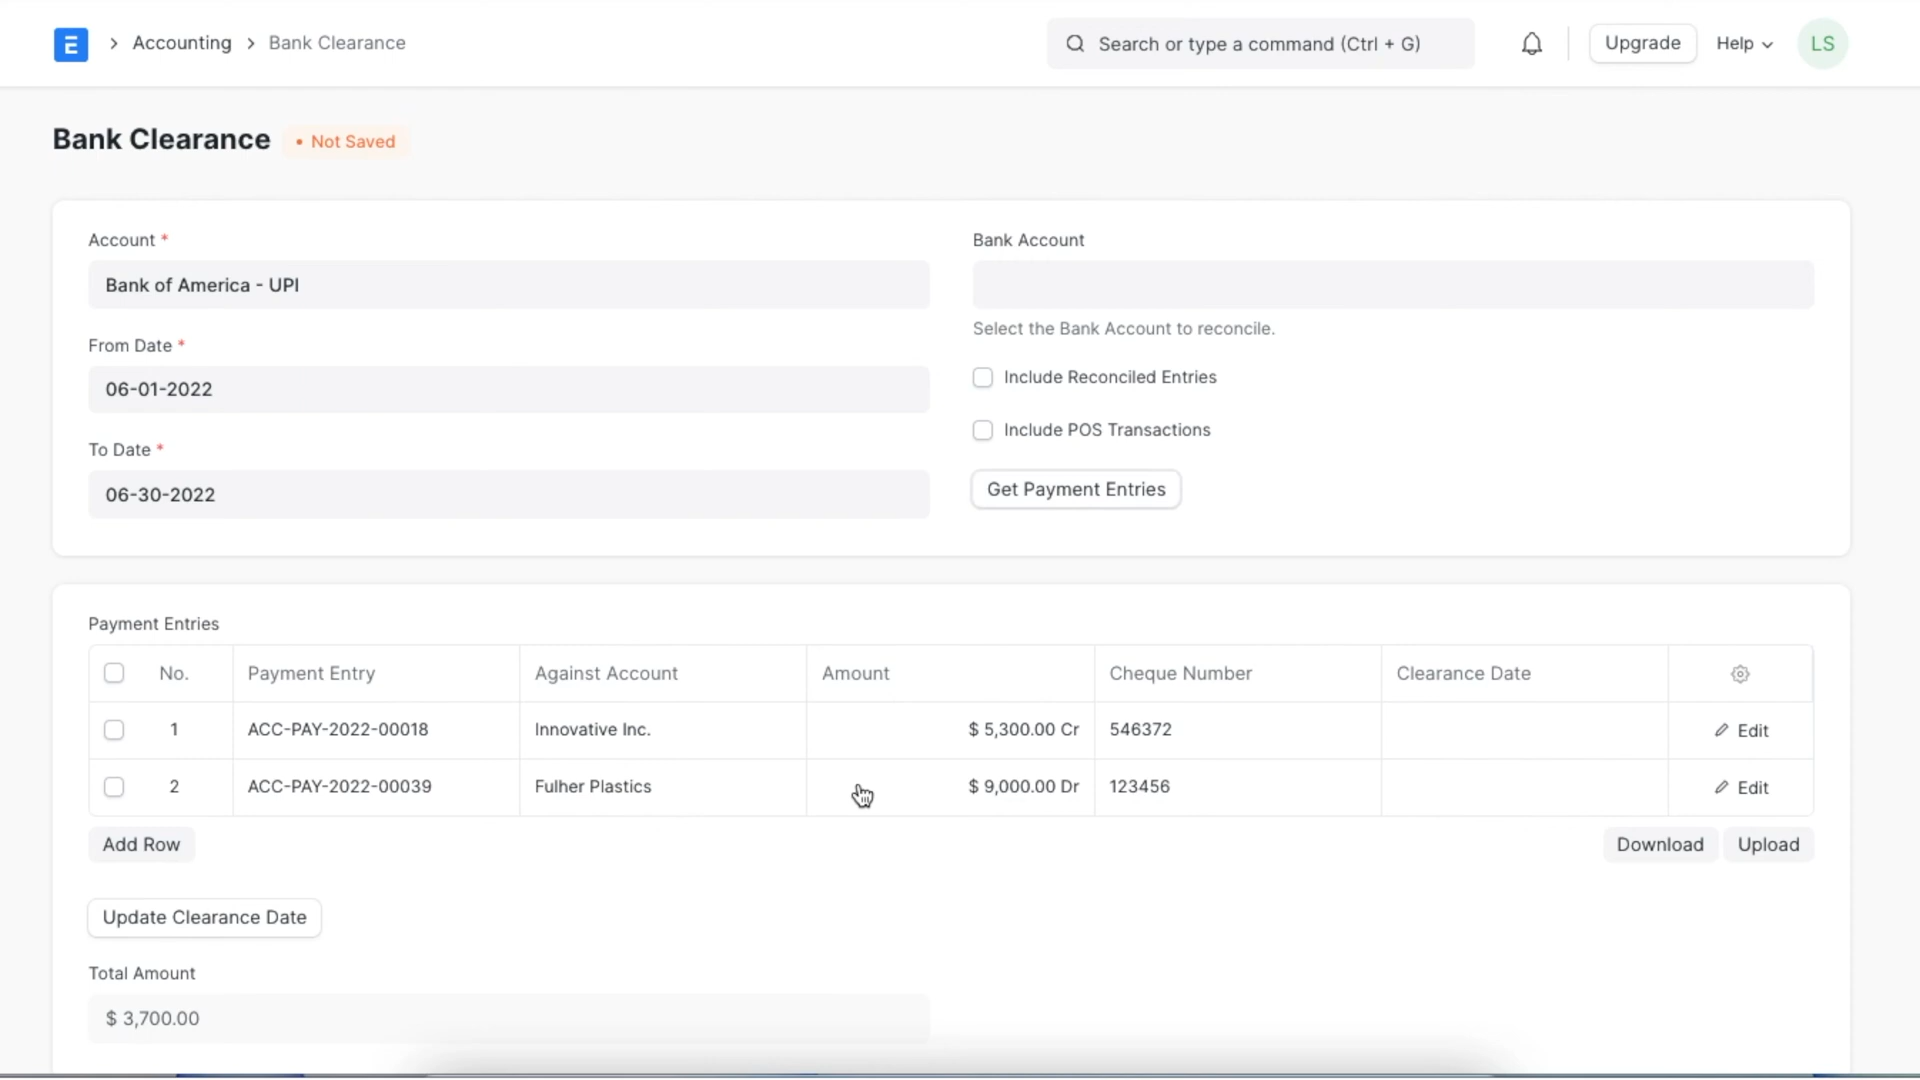 E > Accounting > Bank Clearance
Search or type a command (Ctrl + G)
Upgrade
Help
LS
Bank Clearance
• Not Saved
Account *
Bank of America - UPI
From Date *
06-01-2022
To Date *
06-30-2022
Bank Account
Select the Bank Account to reconcile.
Include Reconciled Entries
Include POS Transactions
Get Payment Entries
Payment Entries
No. Payment Entry Against Account Amount Cheque Number Clearance Date
1 ACC-PAY-2022-00018 Innovative Inc. $ 5,300.00 Cr 546372 Edit
2 ACC-PAY-2022-00039 Fulher Plastics $ 9,000.00 Dr 123456 Edit
Add Row
Download Upload
Update Clearance Date
Total Amount
$ 3,700.00